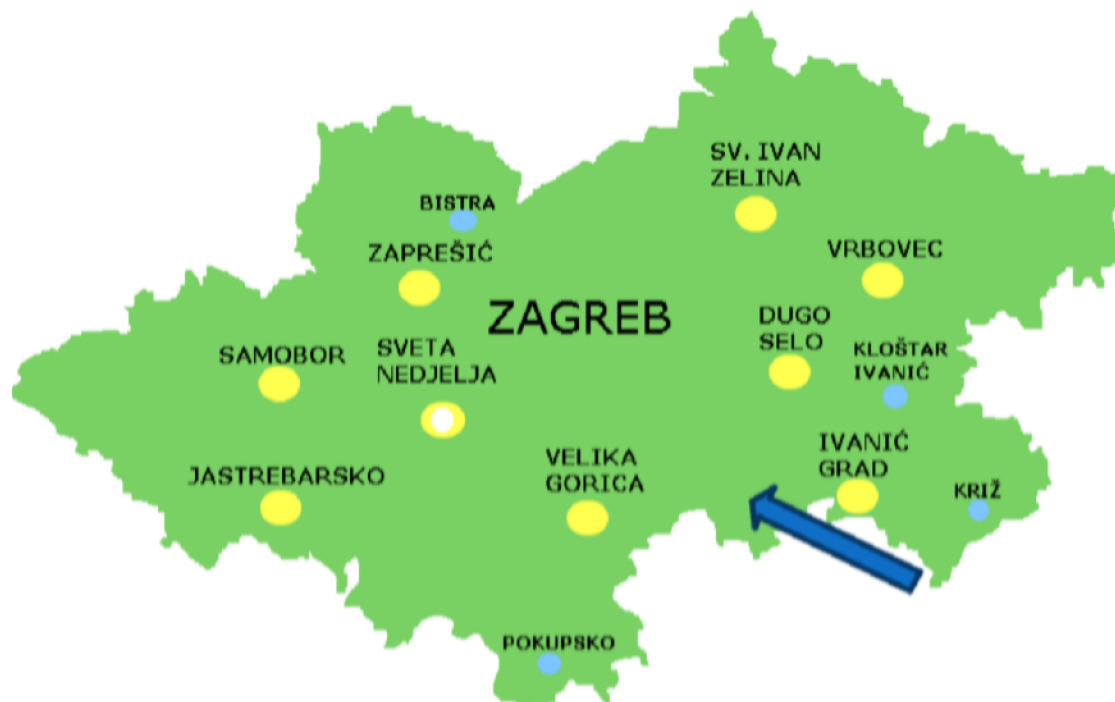 SV. IVAN
ZELINA
BISTRA
ZAPREŠIĆ
VRBOVEC
ZAGREB
DUGO
SELO
KLOŠTAR
IVANIĆ
SAMOBOR
SVETA
NEDJELJA
JASTREBARSKO
VELIKA
GORICA
IVANIĆ
GRAD
KRIŽ
POKUPSKO